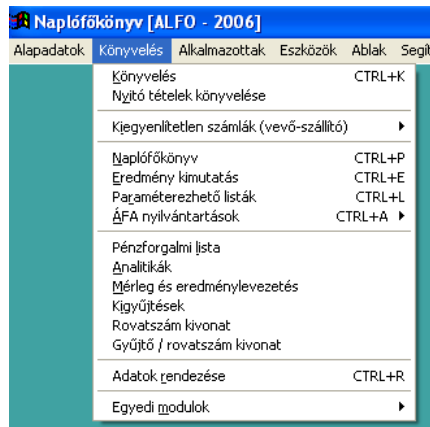 Naplófőkönyv [ALFO - 2006]
Alapadatok Könyvelés Alkalmazottak Eszközök Ablak
Könyvelés CTRL+K
Nyitó tételek könyvelése
Kiegyenlítetlen számlák (vevő-szállító)
Naplófőkönyv CTRL+P
Eredmény kimutatás CTRL+E
Paraméterezhető listák CTRL+L
ÁFA nyilvántartások CTRL+A
Pénzforgalmi lista
Analitikák
Mérleg és eredménylevezetés
Kigyűjtések
Rovatszám kivonat
Gyűjtő / rovatszám kivonat
Adatok rendezése CTRL+R
Egyedi modulok